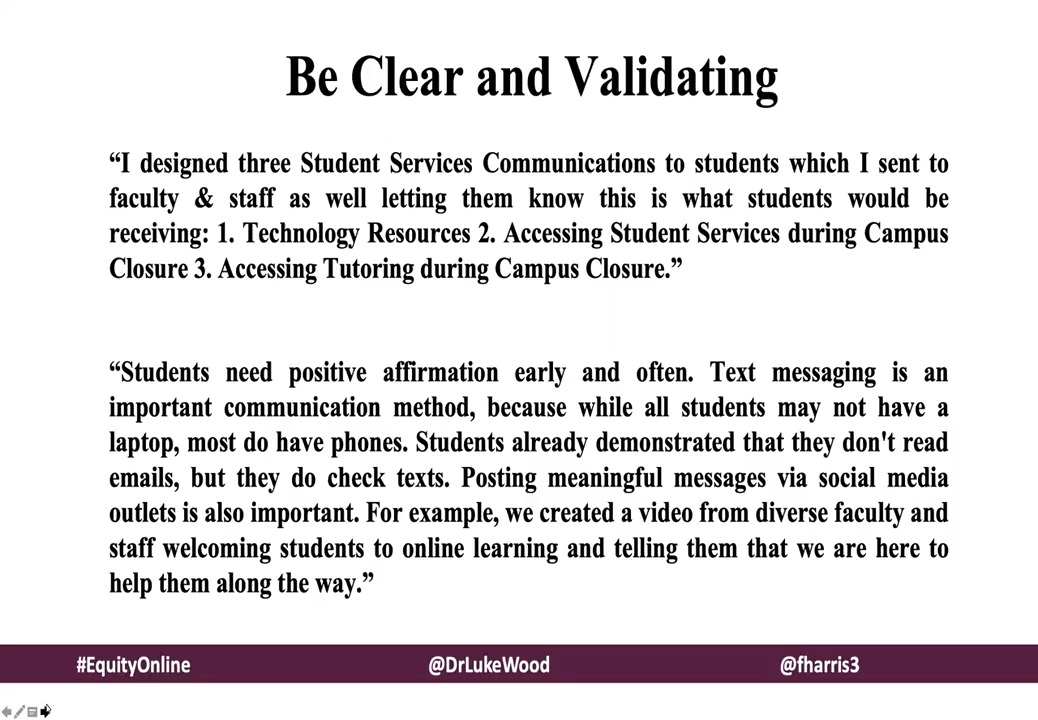 Be Clear and Validating
“I designed three Student Services Communications to students which I sent to
faculty & staff as well letting them know this is what students would be
receiving: 1. Technology Resources 2. Accessing Student Services during Campus
Closure 3. Accessing Tutoring during Campus Closure.”
“Students need positive affirmation early and often. Text messaging is an
important communication method, because while all students may not have a
laptop, most do have phones. Students already demonstrated that they don't read
emails, but they do check texts. Posting meaningful messages via social media
outlets is also important. For example, we created a video from diverse faculty and
staff welcoming students to online learning and telling them that we are here to
help them along the way.”
#EquityOnline @DrLukeWood @fharris3